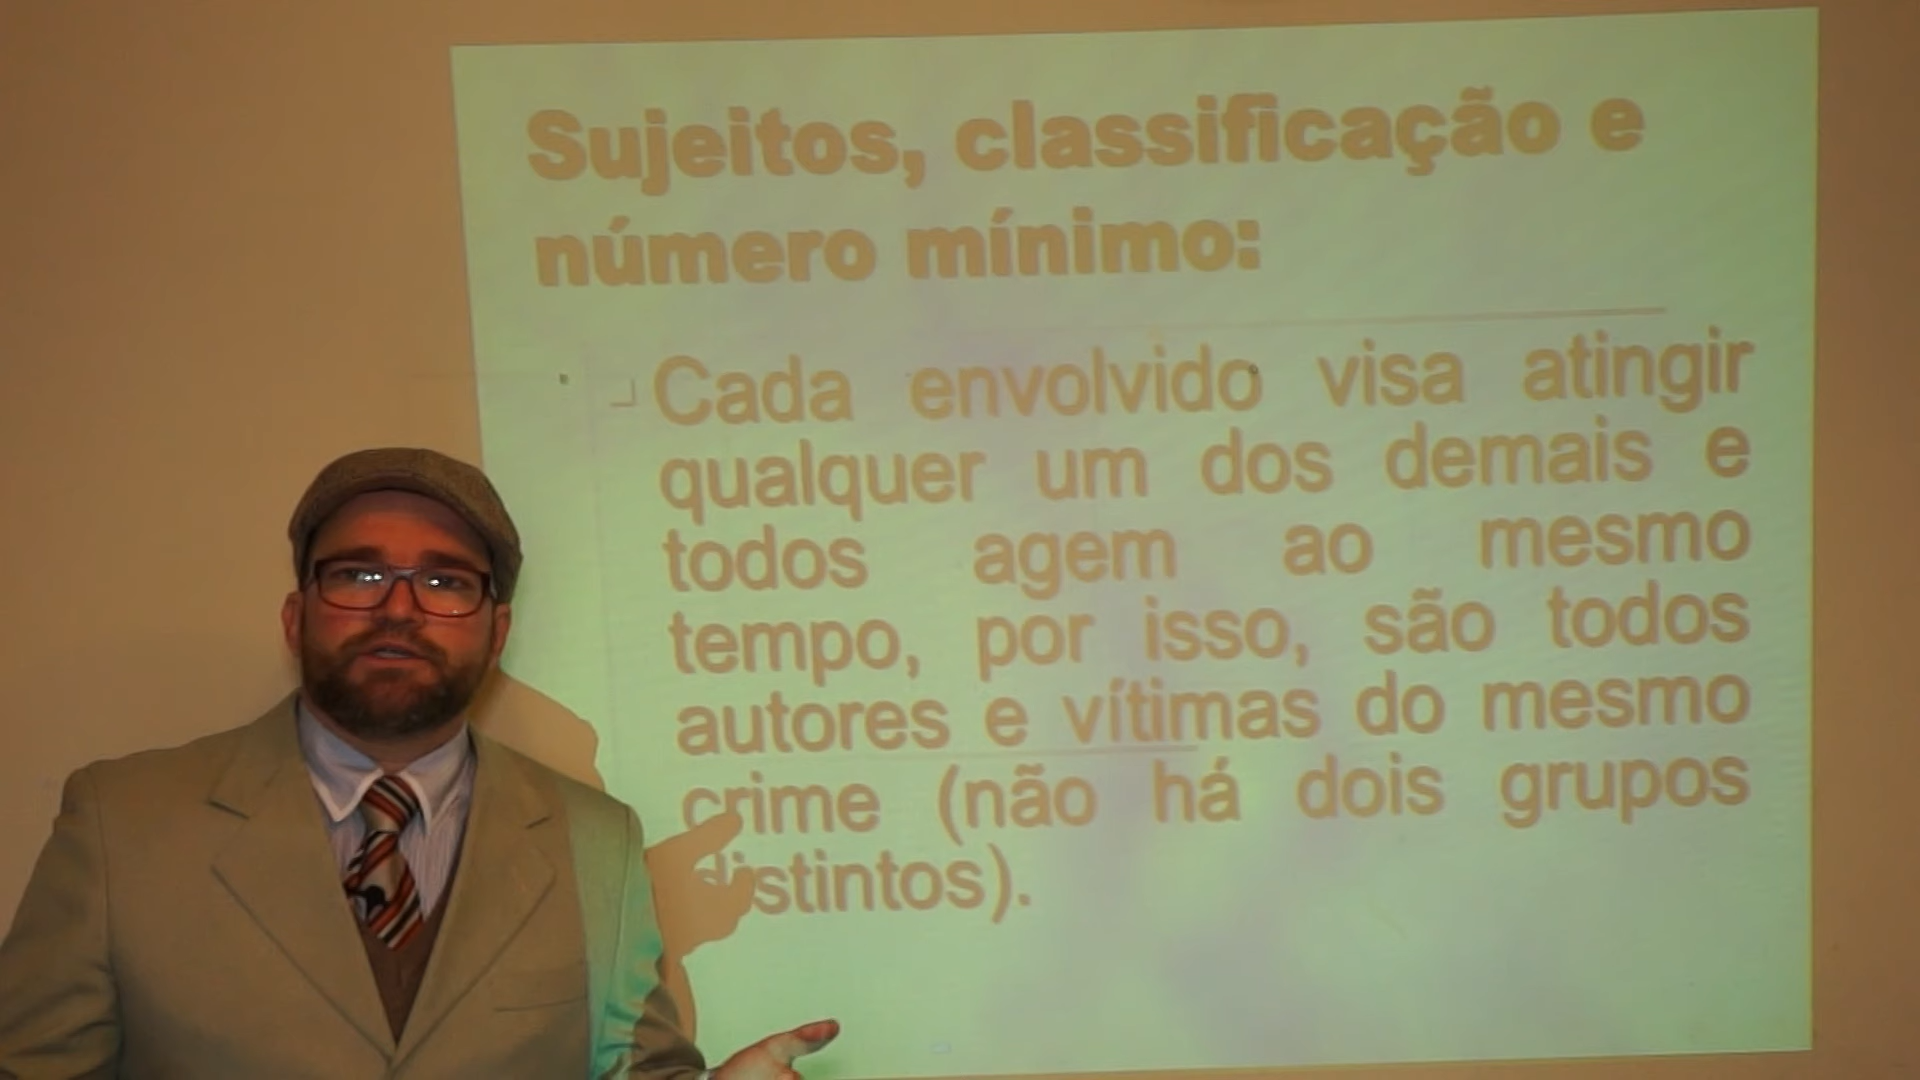 Sujeitos, classificação e
número mínimo:
Cada envolvido visa atingir
qualquer um dos demais e
todos agem ao mesmo
tempo, por isso, são todos
autores e vítimas do mesmo
crime (não há dois grupos
distintos).